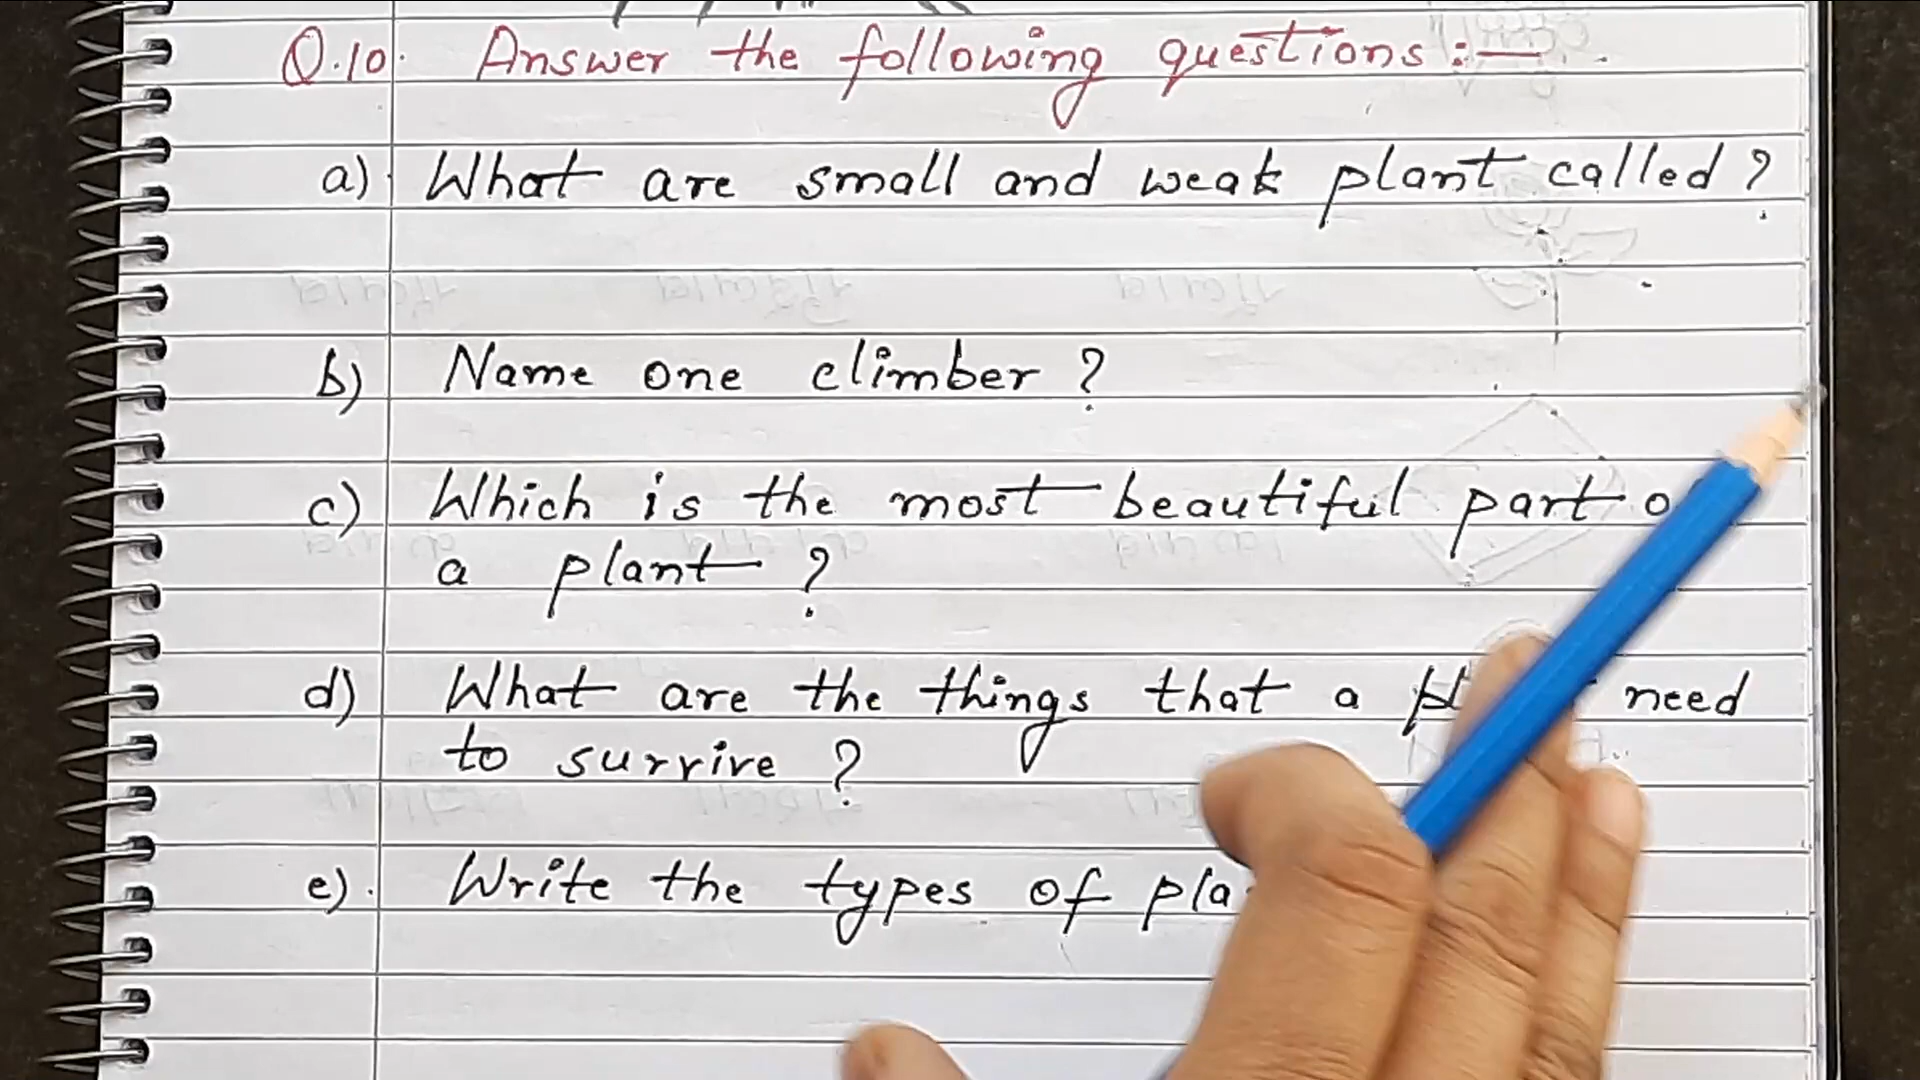 Q.10. Answer the following questions :—
a) What are small and weak plant called ?
b) Name one climber ?
c) Which is the most beautiful part
a plant ?
d) What are the things that a need
to survive ?
e). Write the types of